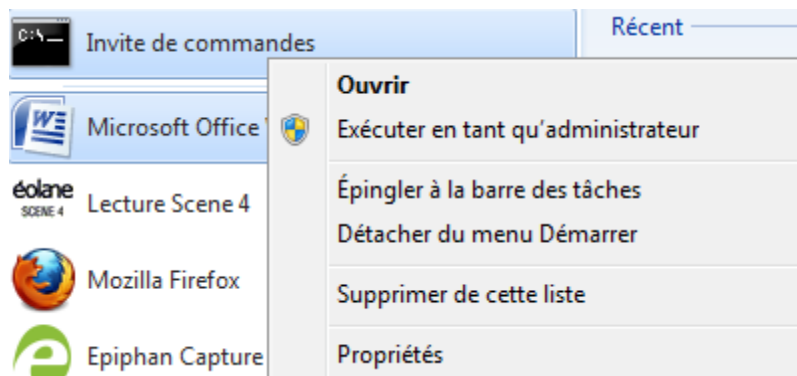 C:\
Invite de commandes
Récent
Ouvrir
Microsoft Office
Exécuter en tant qu'administrateur
éolane
SCENE 4
Lecture Scene 4
Épingler à la barre des tâches
Détacher du menu Démarrer
Mozilla Firefox
Supprimer de cette liste
Epiphan Capture
Propriétés